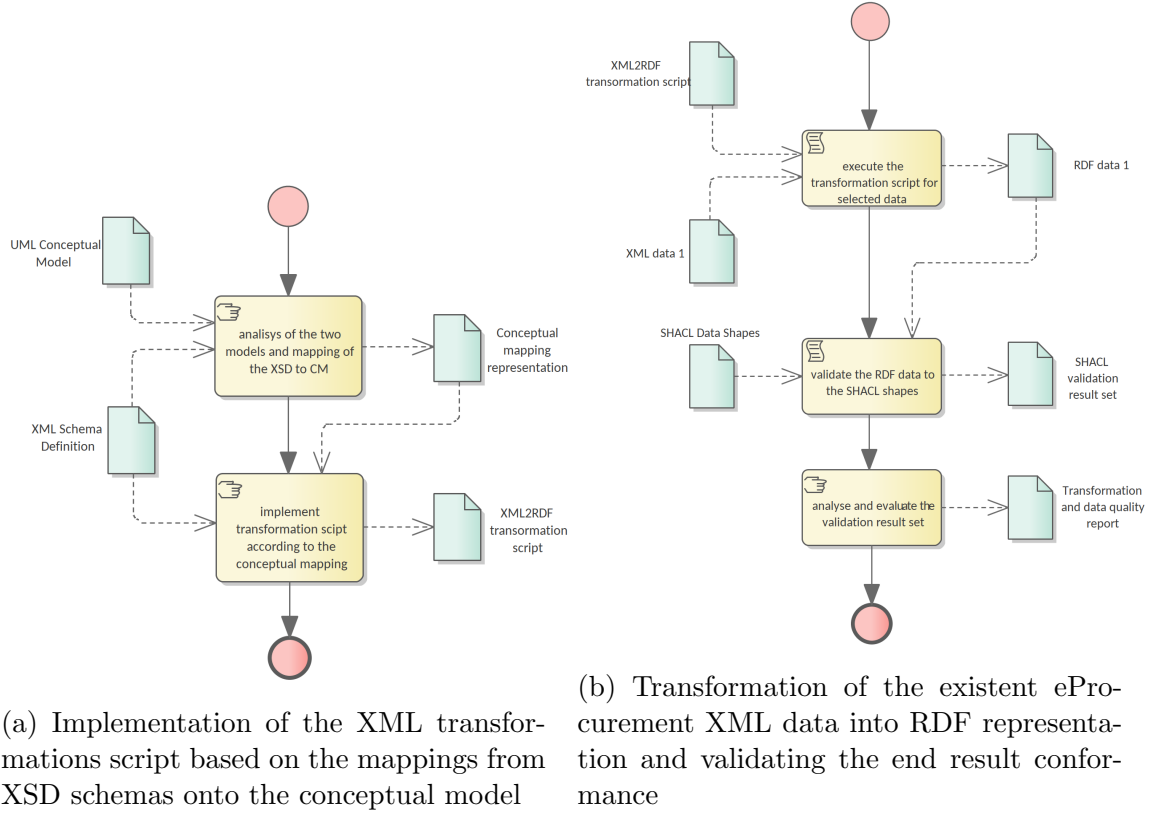 UML Conceptual
Model
analisys of the two
models and mapping of
the XSD to CM
Conceptual
mapping
representation
XML Schema
Definition
implement
transformation scipt
according to the
conceptual mapping
XML2RDF
transormation
script
(a) Implementation of the XML transfor-
mations script based on the mappings from
XSD schemas onto the conceptual model
XML2RDF
transormation script
execute the
transformation script for
selected data
RDF data 1
XML data 1
SHACL Data Shapes
validate the RDF data to
the SHACL shapes
SHACL
validation
result set
analyse and evaluate the
validation result set
Transformation
and data quality
report
(b) Transformation of the existent ePro-
curement XML data into RDF representa-
tion and validating the end result confor-
mance